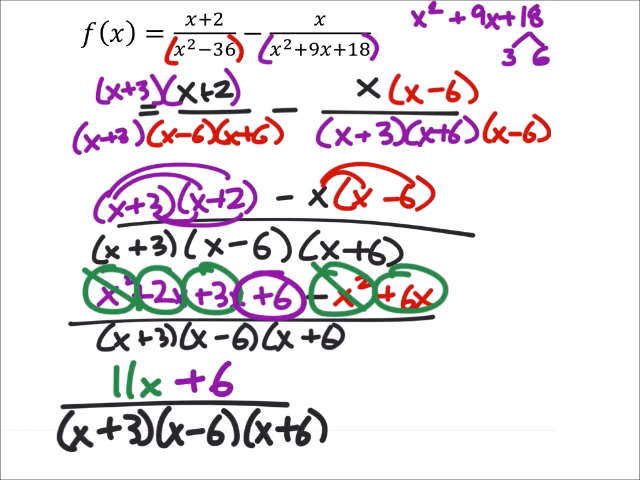 f(x) = (x+2)/(x²−36) − x/(x²+9x+18)
x² + 9x+18
3 6
= (x+3)(x+2)/(x+3)(x-6)(x+6) − x(x-6)/(x+3)(x+6)(x-6)
(x+3)(x+2) − x(x-6)
(x+3)(x-6)(x+6)
x²+2x+3x+6 − x²+6x
(x+3)(x-6)(x+6)
11x +6
(x+3)(x-6)(x+6)